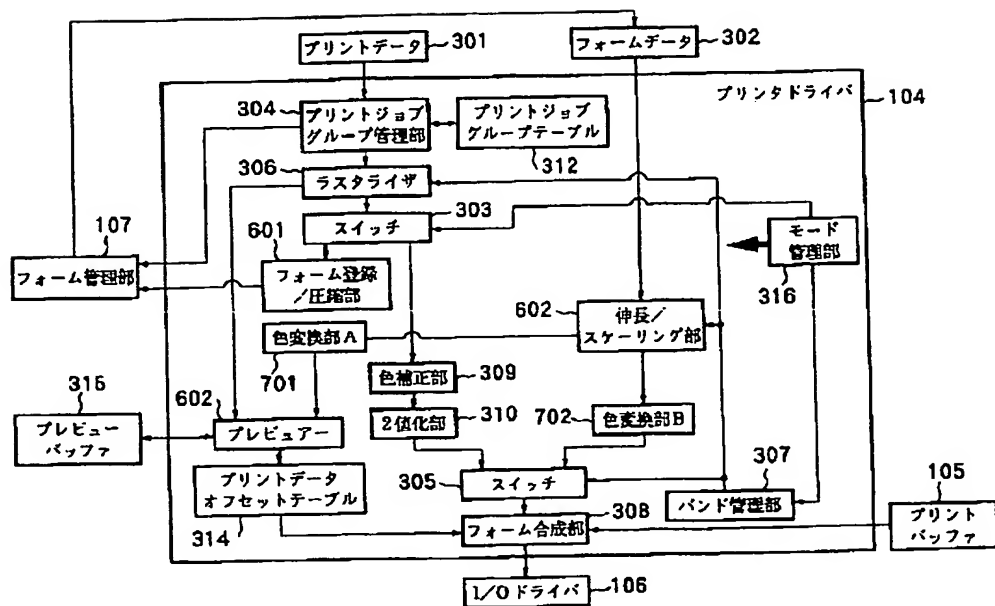 プリントデータ
301
フォームデータ
302
プリンタドライバ
104
304
プリントジョブ
グループ管理部
プリントジョブ
グループテーブル
312
306
ラスタライザ
スイッチ
303
107
フォーム管理部
601
フォーム登録
/圧縮部
モード
管理部
316
602
伸長/
スケーリング部
色変換部A
701
色補正部
309
315
プレビュー
バッファ
602
プレビュアー
2値化部
310
702
色変換部B
プリントデータ
オフセットテーブル
314
305
スイッチ
307
バンド管理部
105
プリント
バッファ
308
フォーム合成部
I/Oドライバ
106